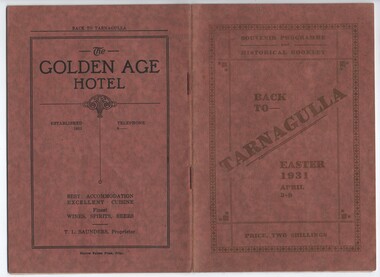 BACK TO TARNAGULLA
The
GOLDEN AGE
HOTEL
ESTABLISHED
TELEPHONE
BEST ACCOMMODATION
EXCELLENT CUISINE
Finest
WINES, SPIRITS, BEERS
T. L. SAUNDERS, Proprietor
SOUVENIR PROGRAMME
HISTORICAL BOOKLET
BACK
TO—
TARNAGULLA
EASTER
1931
APRIL
PRICE, TWO SHILLINGS